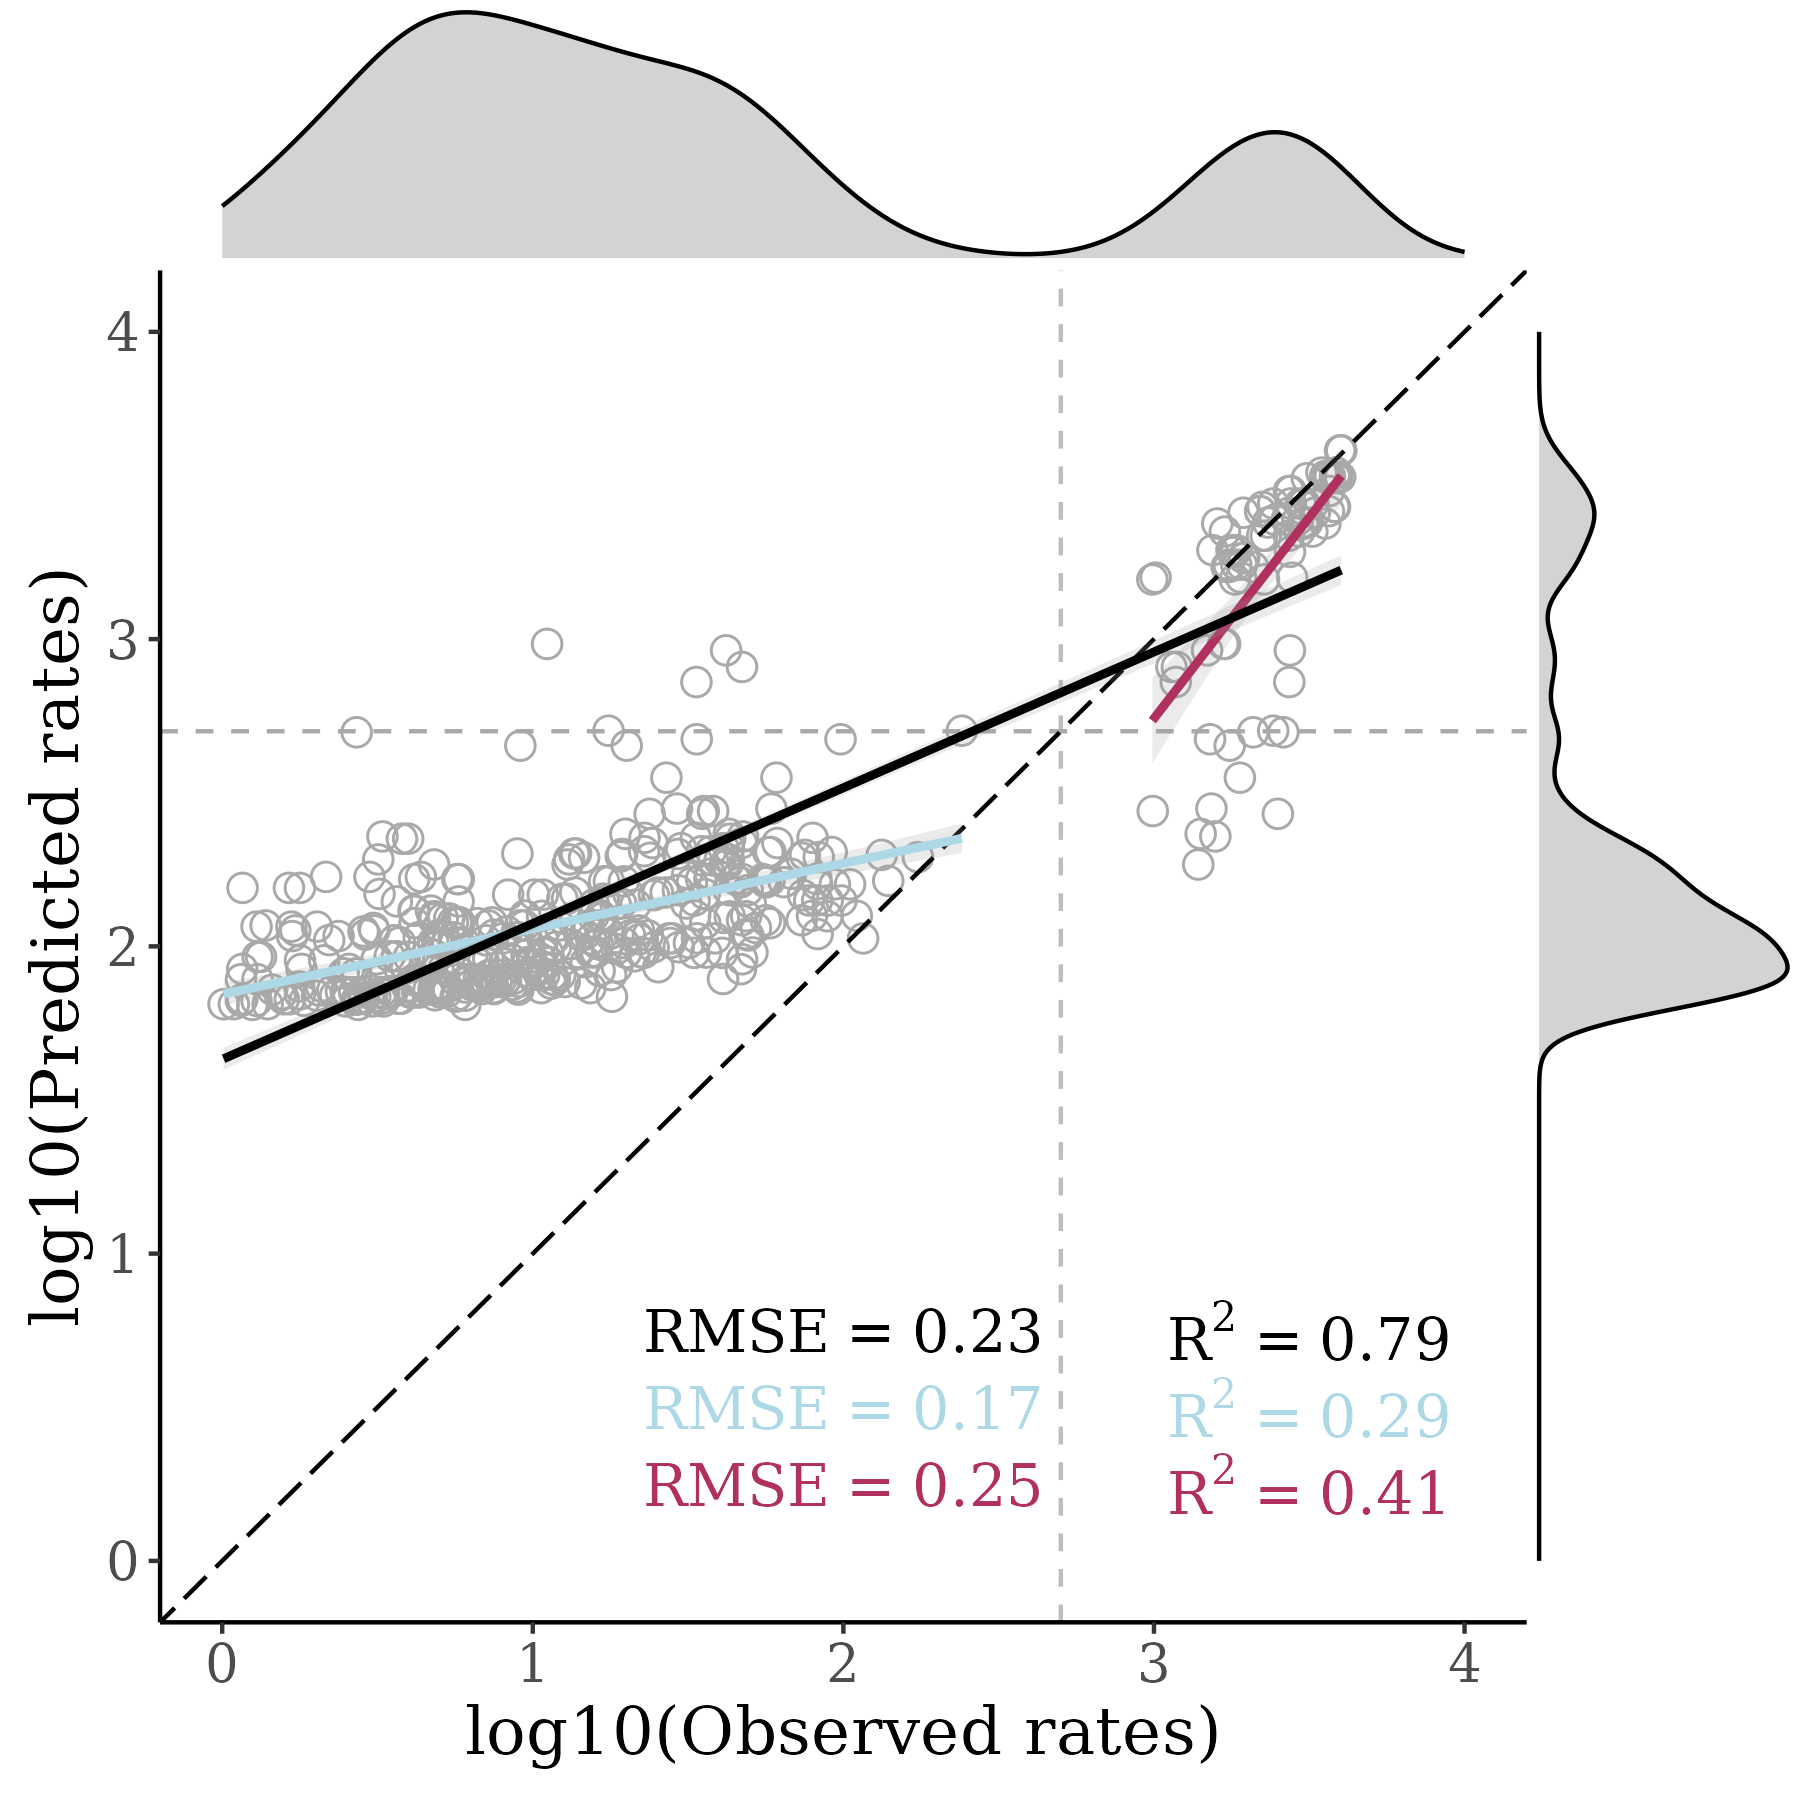 4
3
2
1
0
log10(Predicted rates)
RMSE = 0.23
R² = 0.79
RMSE = 0.17
R² = 0.29
RMSE = 0.25
R² = 0.41
0 1 2 3 4
log10(Observed rates)